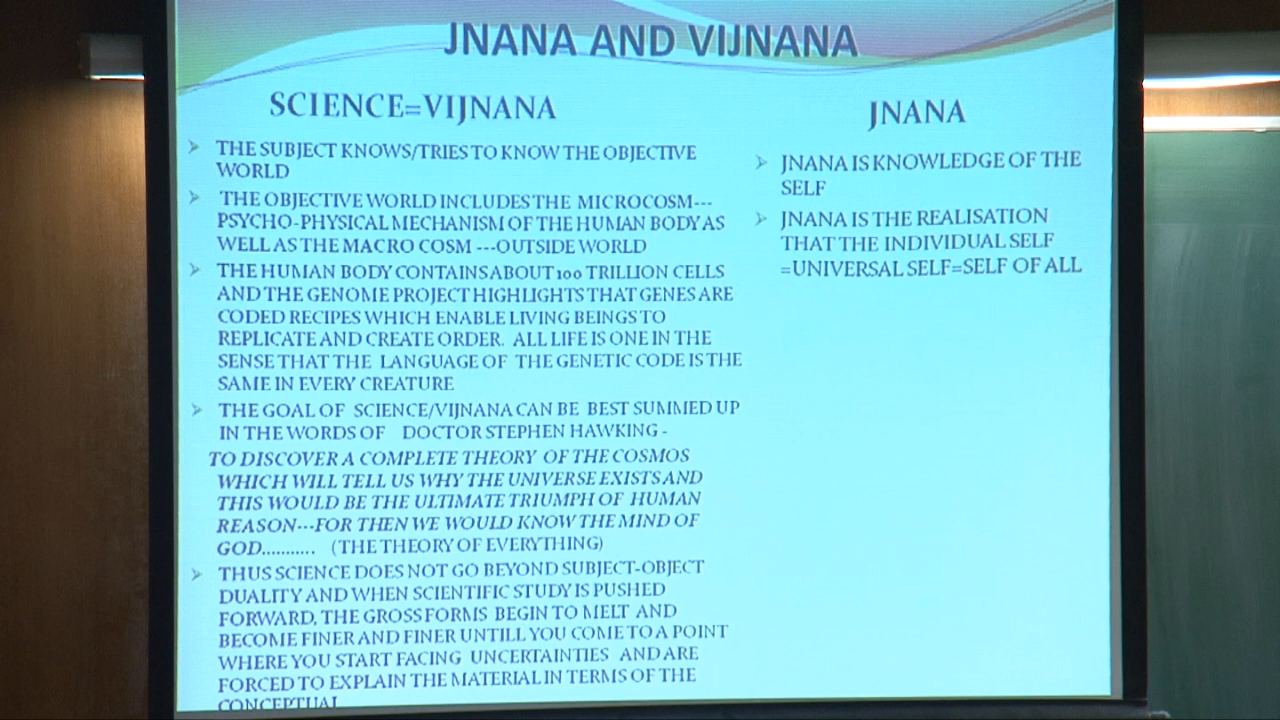 JNANA AND VIJNANA
SCIENCE=VIJNANA
THE SUBJECT KNOWS/TRIES TO KNOW THE OBJECTIVE
WORLD
THE OBJECTIVE WORLD INCLUDES THE MICROCOSM---
PSYCHO-PHYSICAL MECHANISM OF THE HUMAN BODY AS
WELL AS THE MACRO COSM ---OUTSIDE WORLD
THE HUMAN BODY CONTAINS ABOUT 100 TRILLION CELLS
AND THE GENOME PROJECT HIGHLIGHTS THAT GENES ARE
CODED RECIPES WHICH ENABLE LIVING BEINGS TO
REPLICATE AND CREATE ORDER. ALL LIFE IS ONE IN THE
SENSE THAT THE LANGUAGE OF THE GENETIC CODE IS THE
SAME IN EVERY CREATURE
THE GOAL OF SCIENCE/VIJNANA CAN BE BEST SUMMED UP
IN THE WORDS OF DOCTOR STEPHEN HAWKING -
TO DISCOVER A COMPLETE THEORY OF THE COSMOS
WHICH WILL TELL US WHY THE UNIVERSE EXISTS AND
THIS WOULD BE THE ULTIMATE TRIUMPH OF HUMAN
REASON---FOR THEN WE WOULD KNOW THE MIND OF
GOD........... (THE THEORY OF EVERYTHING)
THUS SCIENCE DOES NOT GO BEYOND SUBJECT-OBJECT
DUALITY AND WHEN SCIENTIFIC STUDY IS PUSHED
FORWARD, THE GROSS FORMS BEGIN TO MELT AND
BECOME FINER AND FINER UNTILL YOU COME TO A POINT
WHERE YOU START FACING UNCERTAINTIES AND ARE
FORCED TO EXPLAIN THE MATERIAL IN TERMS OF THE
CONCEPTUAL
JNANA
JNANA IS KNOWLEDGE OF THE
SELF
JNANA IS THE REALISATION
THAT THE INDIVIDUAL SELF
=UNIVERSAL SELF=SELF OF ALL